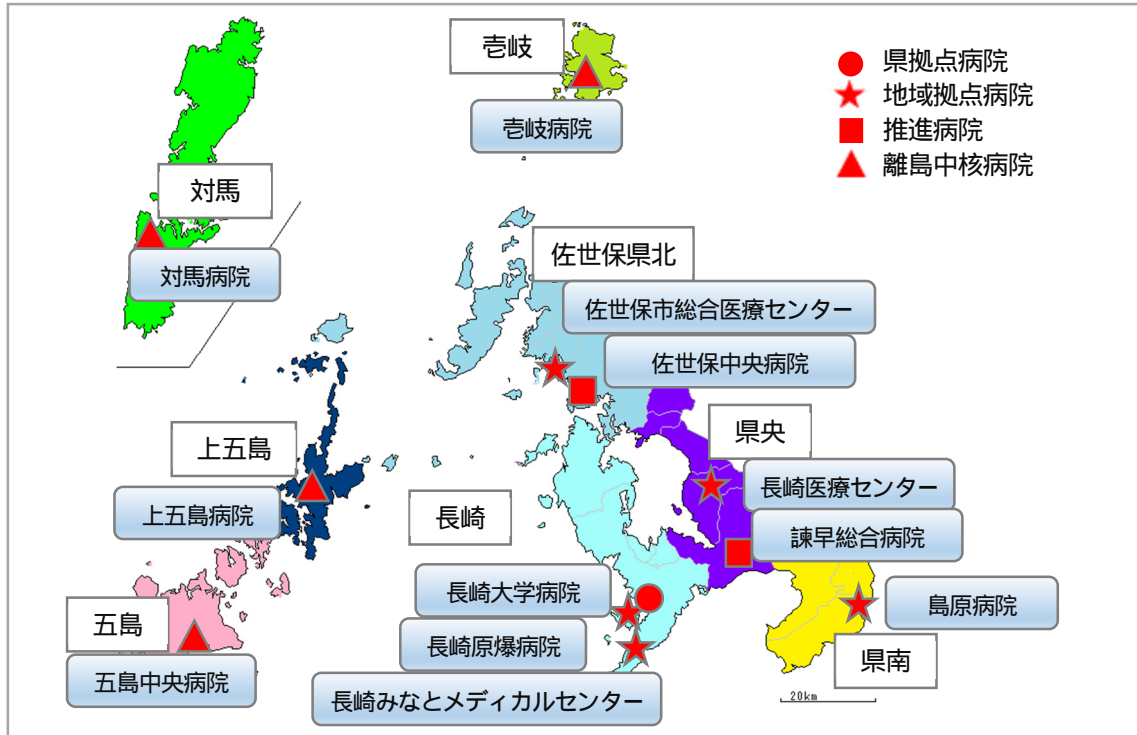 壱岐
壱岐病院
県拠点病院
地域拠点病院
推進病院
離島中核病院
対馬
対馬病院
佐世保県北
佐世保市総合医療センター
佐世保中央病院
県央
長崎医療センター
諫早総合病院
上五島
上五島病院
長崎
長崎大学病院
長崎原爆病院
長崎みなとメディカルセンター
五島
五島中央病院
島原病院
県南
20km